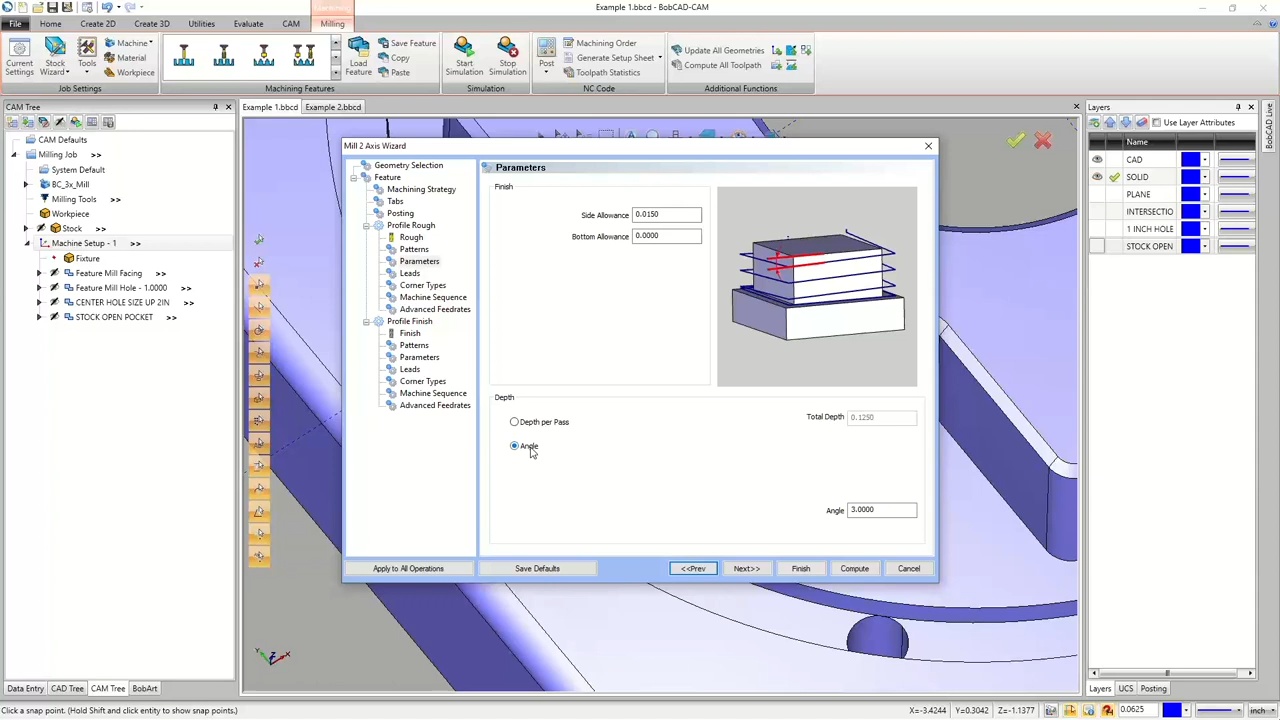 Example 1.bbcd - BobCAD-CAM
File
Home
Create 2D
Create 3D
Utilities
Evaluate
CAM
Milling
Current Settings
Stock Wizard
Tools
Machine
Material
Workpiece
Load Feature
Save Feature
Copy
Paste
Start Simulation
Stop Simulation
Post
Machining Order
Generate Setup Sheet
Toolpath Statistics
Update All Geometries
Compute All Toolpath
Job Settings
Machining Features
Simulation
NC Code
Additional Functions
CAM Tree
Example 1.bbcd
Example 2.bbcd
CAM Defaults
Milling Job >>
System Default
BC_3x_Mill
Milling Tools >>
Workpiece
Stock >>
Machine Setup - 1 >>
Fixture
Feature Mill Facing >>
Feature Mill Hole - 1.0000 >>
CENTER HOLE SIZE UP 2IN >>
STOCK OPEN POCKET >>
Mill 2 Axis Wizard
Geometry Selection
Feature
Machining Strategy
Tabs
Posting
Profile Rough
Rough
Patterns
Parameters
Leads
Corner Types
Machine Sequence
Advanced Feedrates
Profile Finish
Finish
Patterns
Parameters
Leads
Corner Types
Machine Sequence
Advanced Feedrates
Parameters
Finish
Side Allowance 0.0150
Bottom Allowance 0.0000
Depth
Depth per Pass
Total Depth 0.1250
Angle
Angle 3.0000
Apply to All Operations
Save Defaults
<<Prev
Next>>
Finish
Compute
Cancel
Layers
Use Layer Attributes
Name
CAD
SOLID
PLANE
INTERSECTIO
1 INCH HOLE
STOCK OPEN
BobCAD Live
Y Z X
Data Entry
CAD Tree
CAM Tree
BobArt
Layers
UCS
Posting
Click a snap point. (Hold Shift and click entity to show snap points.)
X=-3.4244 Y=0.3042 Z=-1.1377
0.0625
inch